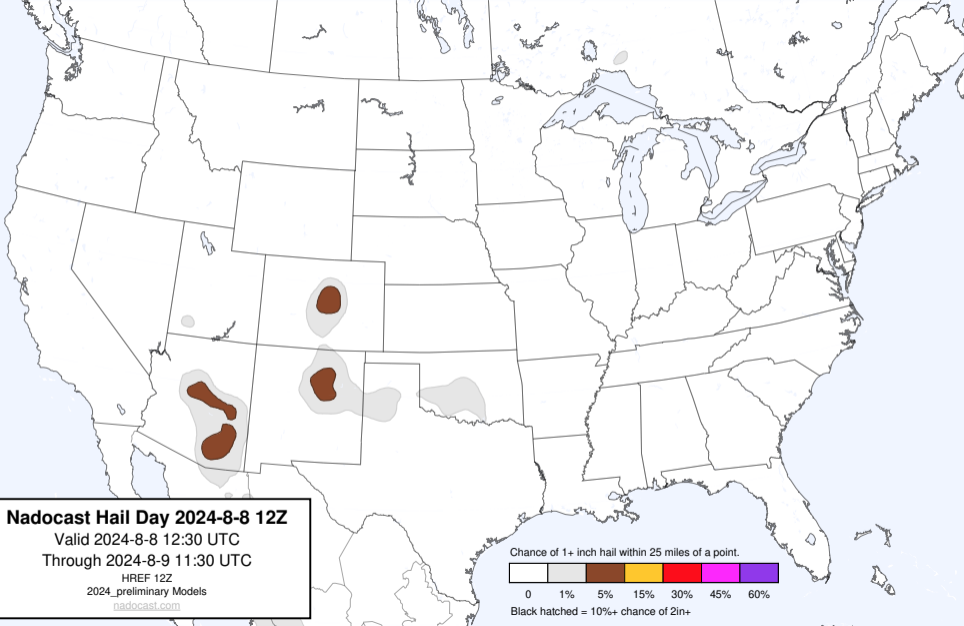 Nadocast Hail Day 2024-8-8 12Z
Valid 2024-8-8 12:30 UTC
Through 2024-8-9 11:30 UTC
HREF 12Z
2024_preliminary Models
nadocast.com
Chance of 1+ inch hail within 25 miles of a point.
0 1% 5% 15% 30% 45% 60%
Black hatched = 10%+ chance of 2in+